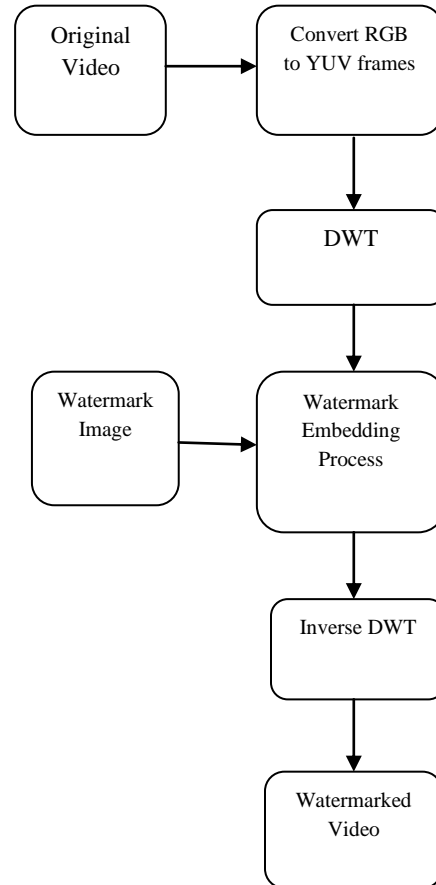 Original
Video
Convert RGB
to YUV frames
DWT
Watermark
Image
Watermark
Embedding
Process
Inverse DWT
Watermarked
Video